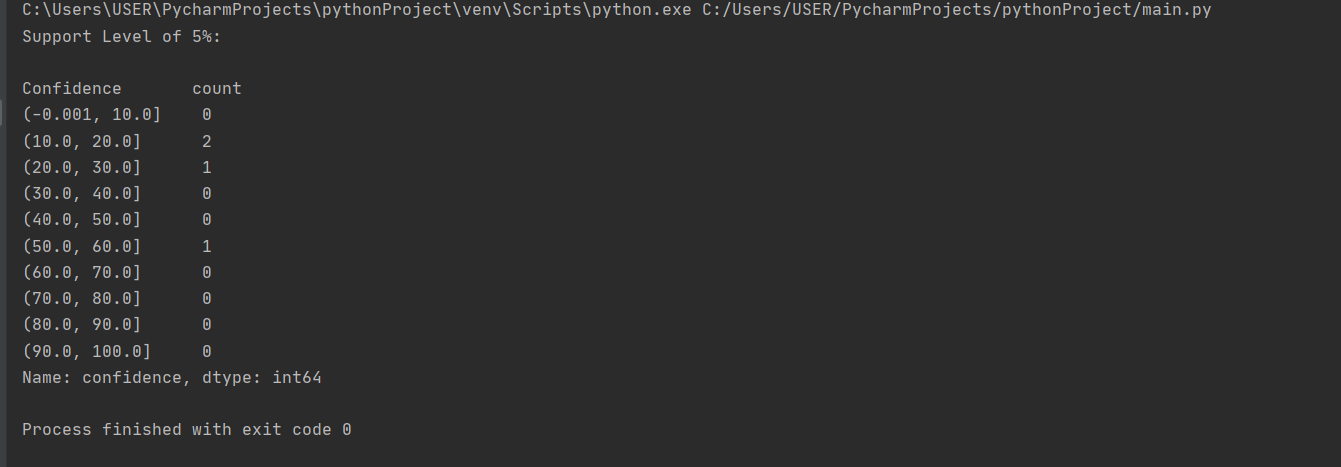 C:\Users\USER\PycharmProjects\pythonProject\venv\Scripts\python.exe C:/Users/USER/PycharmProjects/pythonProject/main.py
Support Level of 5%:
Confidence       count
(-0.001, 10.0]    0
(10.0, 20.0]      2
(20.0, 30.0]      1
(30.0, 40.0]      0
(40.0, 50.0]      0
(50.0, 60.0]      1
(60.0, 70.0]      0
(70.0, 80.0]      0
(80.0, 90.0]      0
(90.0, 100.0]     0
Name: confidence, dtype: int64
Process finished with exit code 0